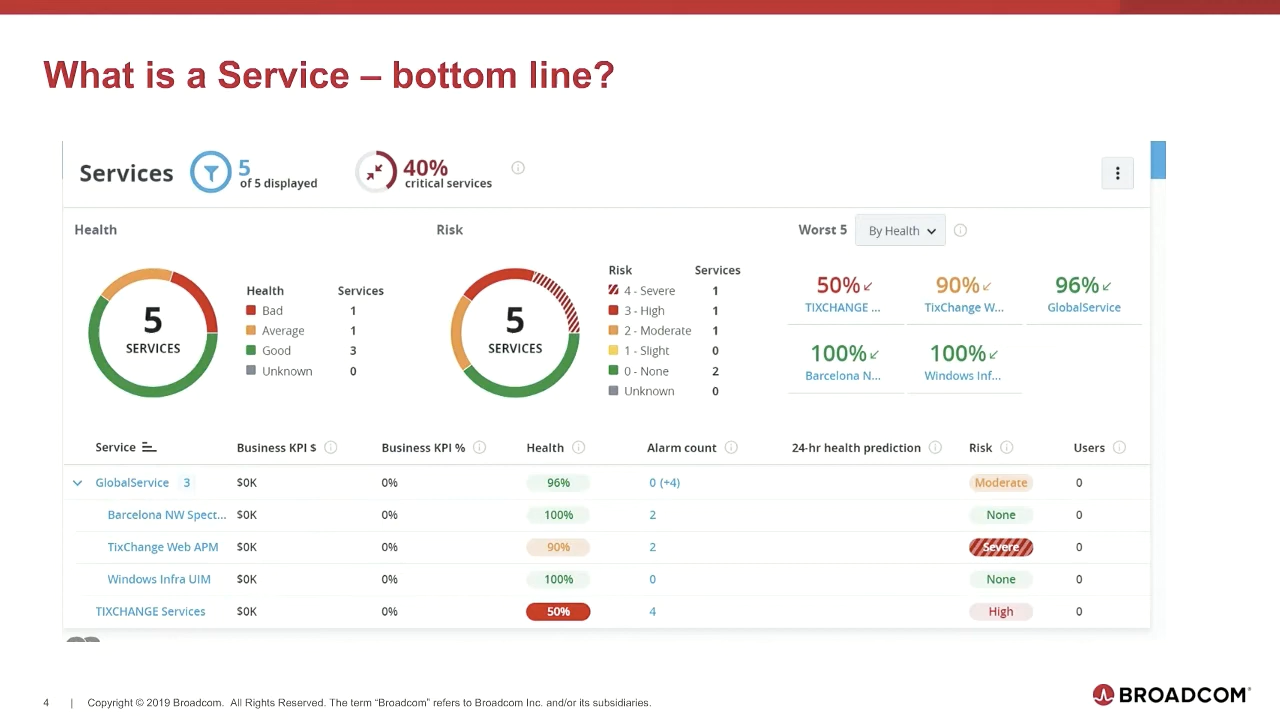 What is a Service – bottom line?
Services
5
of 5 displayed
40%
critical services
Health
5
SERVICES
Health Services
Bad 1
Average 1
Good 3
Unknown 0
Risk
5
SERVICES
Risk Services
4 - Severe 1
3 - High 1
2 - Moderate 1
1 - Slight 0
0 - None 2
Unknown 0
Worst 5 By Health
50%
TIXCHANGE ...
90%
TixChange W...
96%
GlobalService
100%
Barcelona N...
100%
Windows Inf...
Service Business KPI $ Business KPI % Health Alarm count 24-hr health prediction Risk Users
GlobalService 3 $0K 0% 96% 0 (+4) Moderate 0
Barcelona NW Spect... $0K 0% 100% 2 None 0
TixChange Web APM $0K 0% 90% 2 Severe 0
Windows Infra UIM $0K 0% 100% 0 None 0
TIXCHANGE Services $0K 0% 50% 4 High 0
4 | Copyright © 2019 Broadcom. All Rights Reserved. The term “Broadcom” refers to Broadcom Inc. and/or its subsidiaries.
BROADCOM®